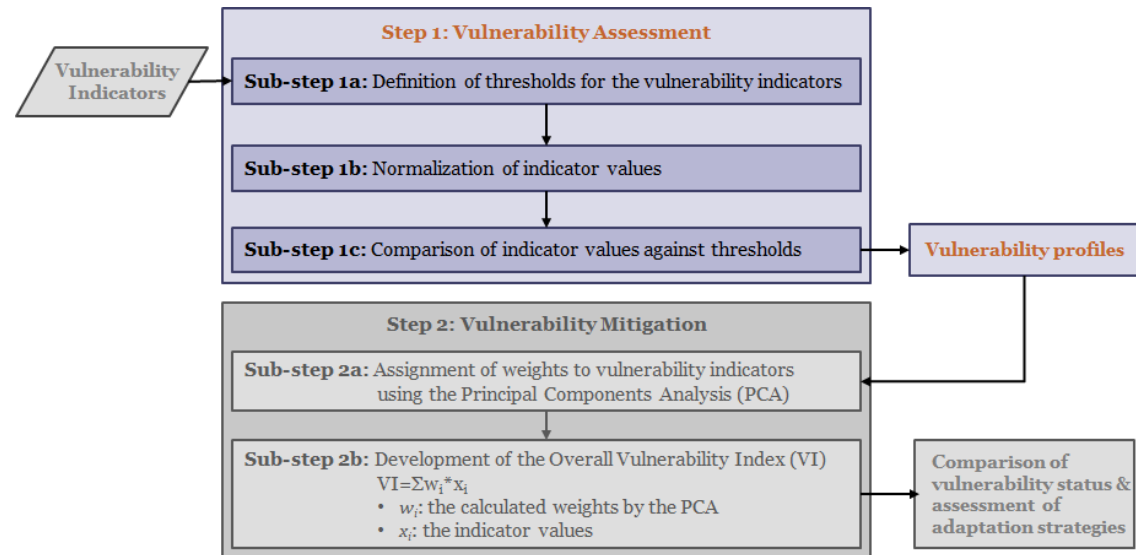 Step 1: Vulnerability Assessment
Vulnerability
Indicators
Sub-step 1a: Definition of thresholds for the vulnerability indicators
Sub-step 1b: Normalization of indicator values
Sub-step 1c: Comparison of indicator values against thresholds
Vulnerability profiles
Step 2: Vulnerability Mitigation
Sub-step 2a: Assignment of weights to vulnerability indicators
using the Principal Components Analysis (PCA)
Sub-step 2b: Development of the Overall Vulnerability Index (VI)
VI=Σwᵢ*xᵢ
• wᵢ: the calculated weights by the PCA
• xᵢ: the indicator values
Comparison of
vulnerability status &
assessment of
adaptation strategies